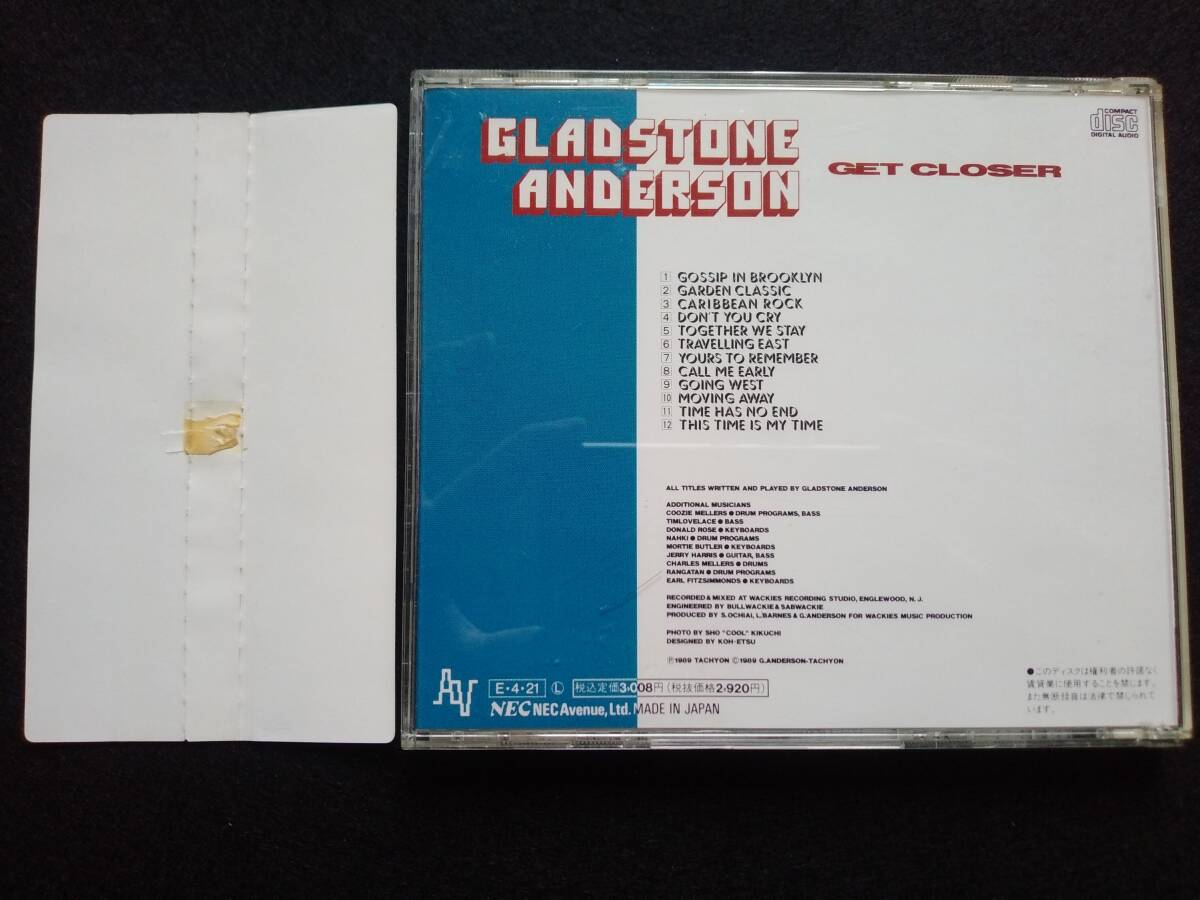 GLADSTONE
ANDERSON
GET CLOSER
COMPACT
disc
DIGITAL AUDIO
1 GOSSIP IN BROOKLYN
2 GARDEN CLASSIC
3 CARIBBEAN ROCK
4 DON'T YOU CRY
5 TOGETHER WE STAY
6 TRAVELLING EAST
7 YOURS TO REMEMBER
8 CALL ME EARLY
9 GOING WEST
10 MOVING AWAY
11 TIME HAS NO END
12 THIS TIME IS MY TIME
ALL TITLES WRITTEN AND PLAYED BY GLADSTONE ANDERSON
ADDITIONAL MUSICIANS
COOZIE MELLERS ● DRUM PROGRAMS, BASS
TIMLOVELACE ● BASS
DONALD ROSE ● KEYBOARDS
NAHKI ● DRUM PROGRAMS
MORTIE BUTLER ● KEYBOARDS
JERRY HARRIS ● GUITAR, BASS
CHARLES MELLERS ● DRUMS
RANGATAN ● DRUM PROGRAMS
EARL FITZSIMMONDS ● KEYBOARDS
RECORDED & MIXED AT WACKIES RECORDING STUDIO, ENGLEWOOD, N. J.
ENGINEERED BY BULLWACKIE & SABWACKIE
PRODUCED BY S.OCHIAI, L.BARNES & G.ANDERSON FOR WACKIES MUSIC PRODUCTION
PHOTO BY SHO "COOL" KIKUCHI
DESIGNED BY KOH-ETSU
Ⓟ1989 TACHYON Ⓒ1989 G.ANDERSON-TACHYON
AV E・4・21 Ⓛ 税込定価3,008円(税抜価格2,920円)
NEC NEC Avenue, Ltd. MADE IN JAPAN
●このディスクは権利者の許諾なく
賃貸業に使用することを禁じます。
また無断録音は法律で禁じられて
います。